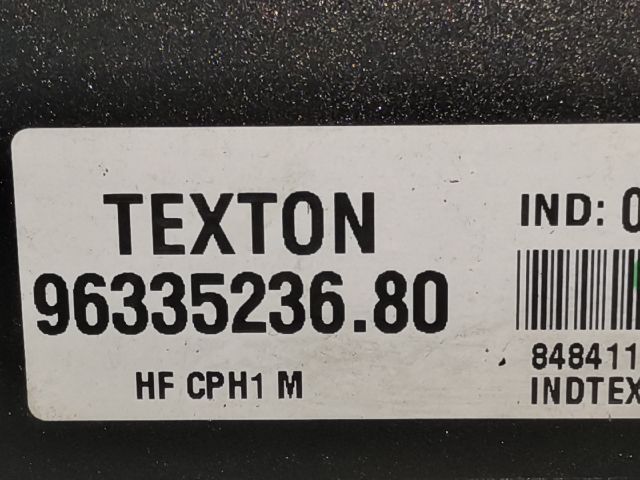 TEXTON
96335236.80
HF CPH1 M
IND: 0
848411
INDTEX